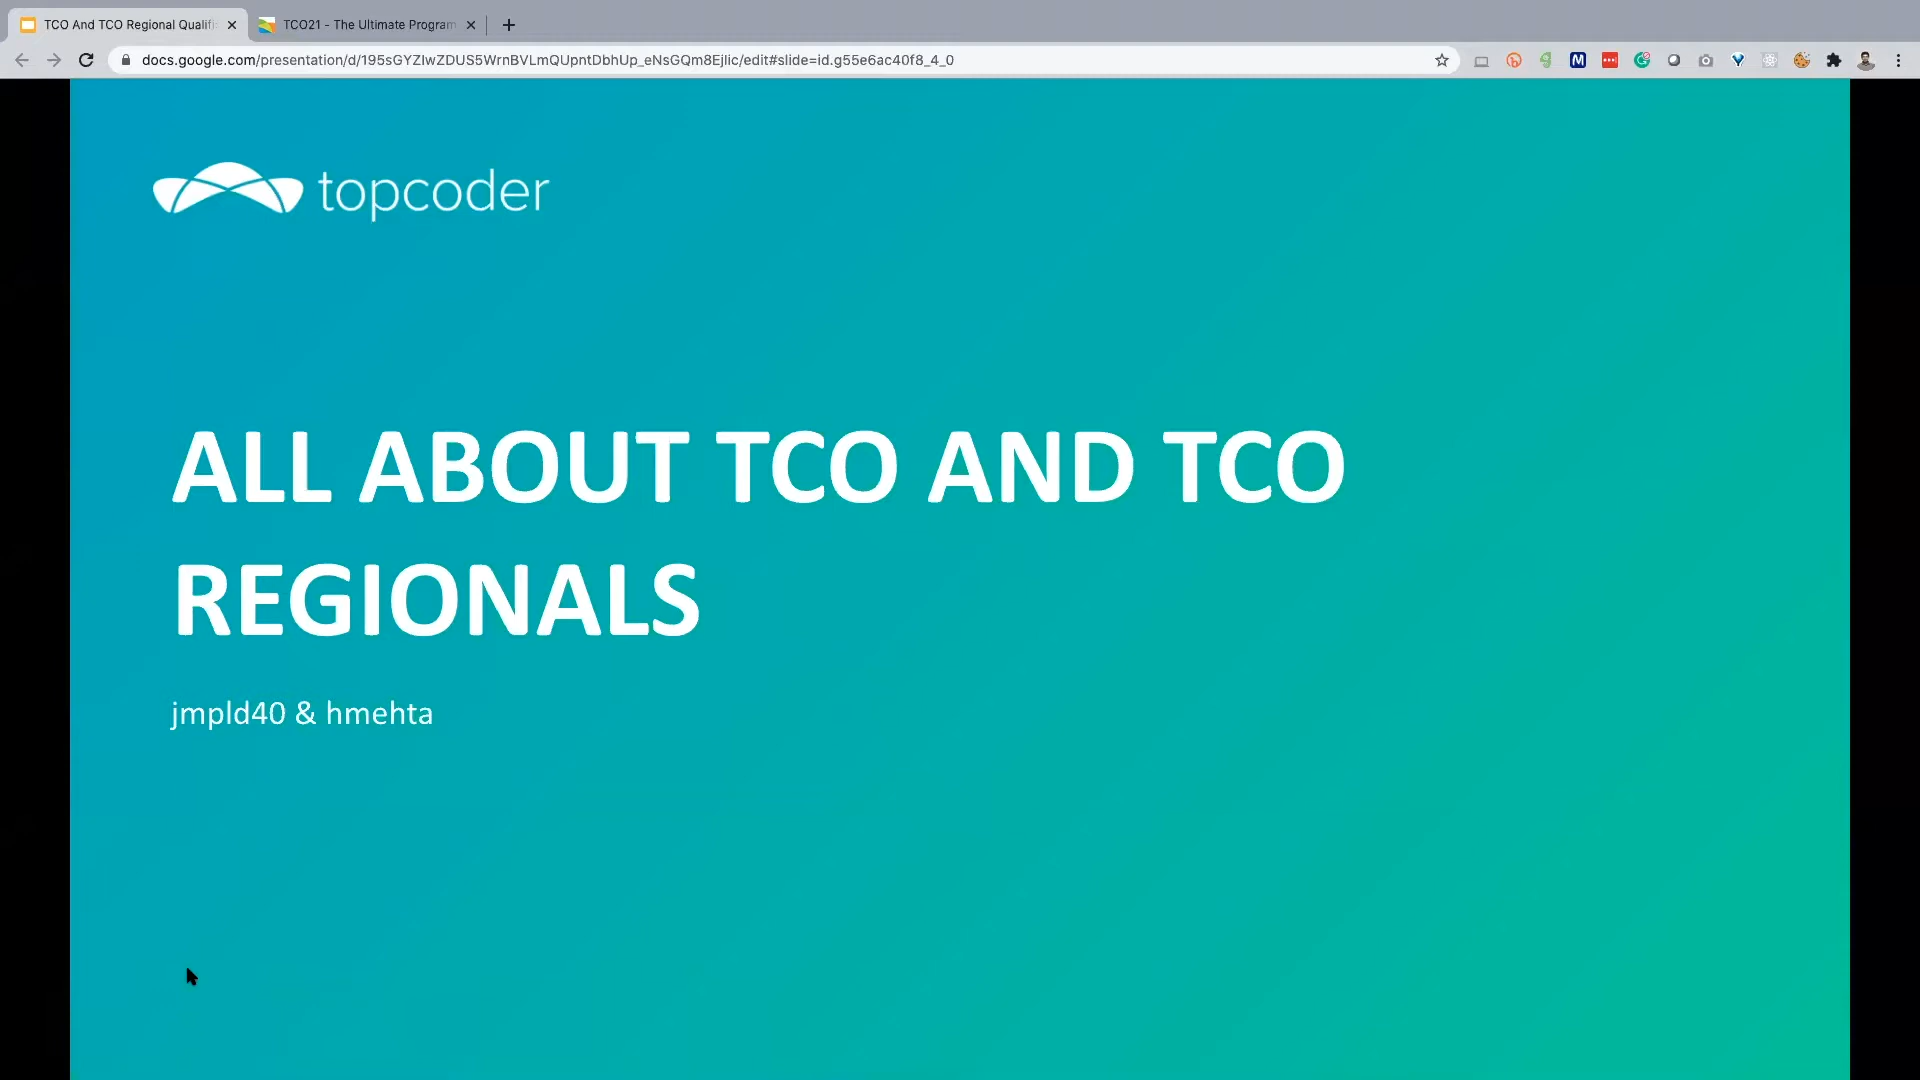 TCO And TCO Regional Qualifi
TCO21 - The Ultimate Program
docs.google.com/presentation/d/195sGYZIwZDUS5WrnBVLmQUpntDbhUp_eNsGQm8EjIic/edit#slide=id.g55e6ac40f8_4_0
topcoder
ALL ABOUT TCO AND TCO
REGIONALS
jmpld40 & hmehta